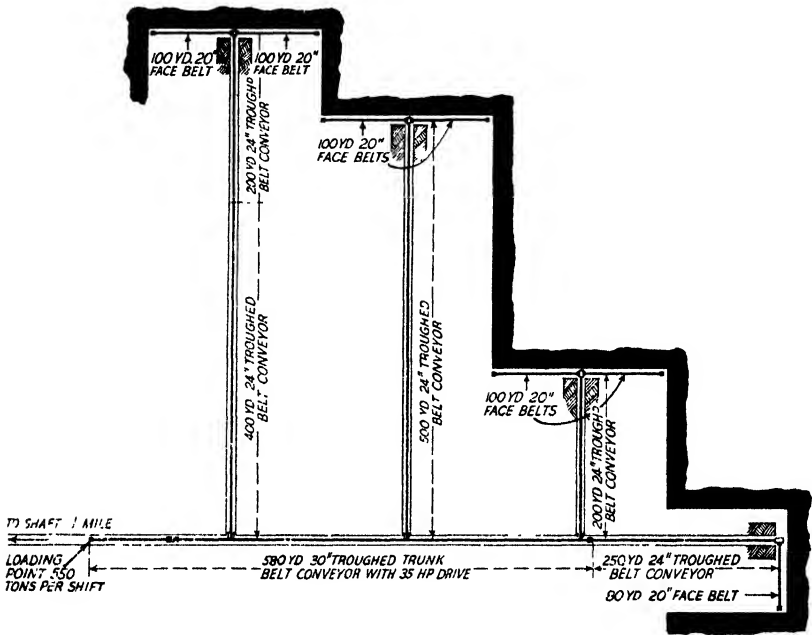 100 YD 20"
FACE BELT
100 YD 20"
FACE BELT
200 YD 24" TROUGHD
BELT CONVEYOR
400 YD 24" TROUGHED
BELT CONVEYOR
100 YD 20"
FACE BELTS
500 YD 24" TROUGHED
BELT CONVEYOR
100 YD 20"
FACE BELTS
200 YD 24" TROUGHD
BELT CONVEYOR
TO SHAFT 1 MILE
LOADING
POINT 550
TONS PER SHIFT
580 YD 30" TROUGHED TRUNK
BELT CONVEYOR WITH 35 HP DRIVE
250 YD 24" TROUGHED
BELT CONVEYOR
80 YD 20" FACE BELT